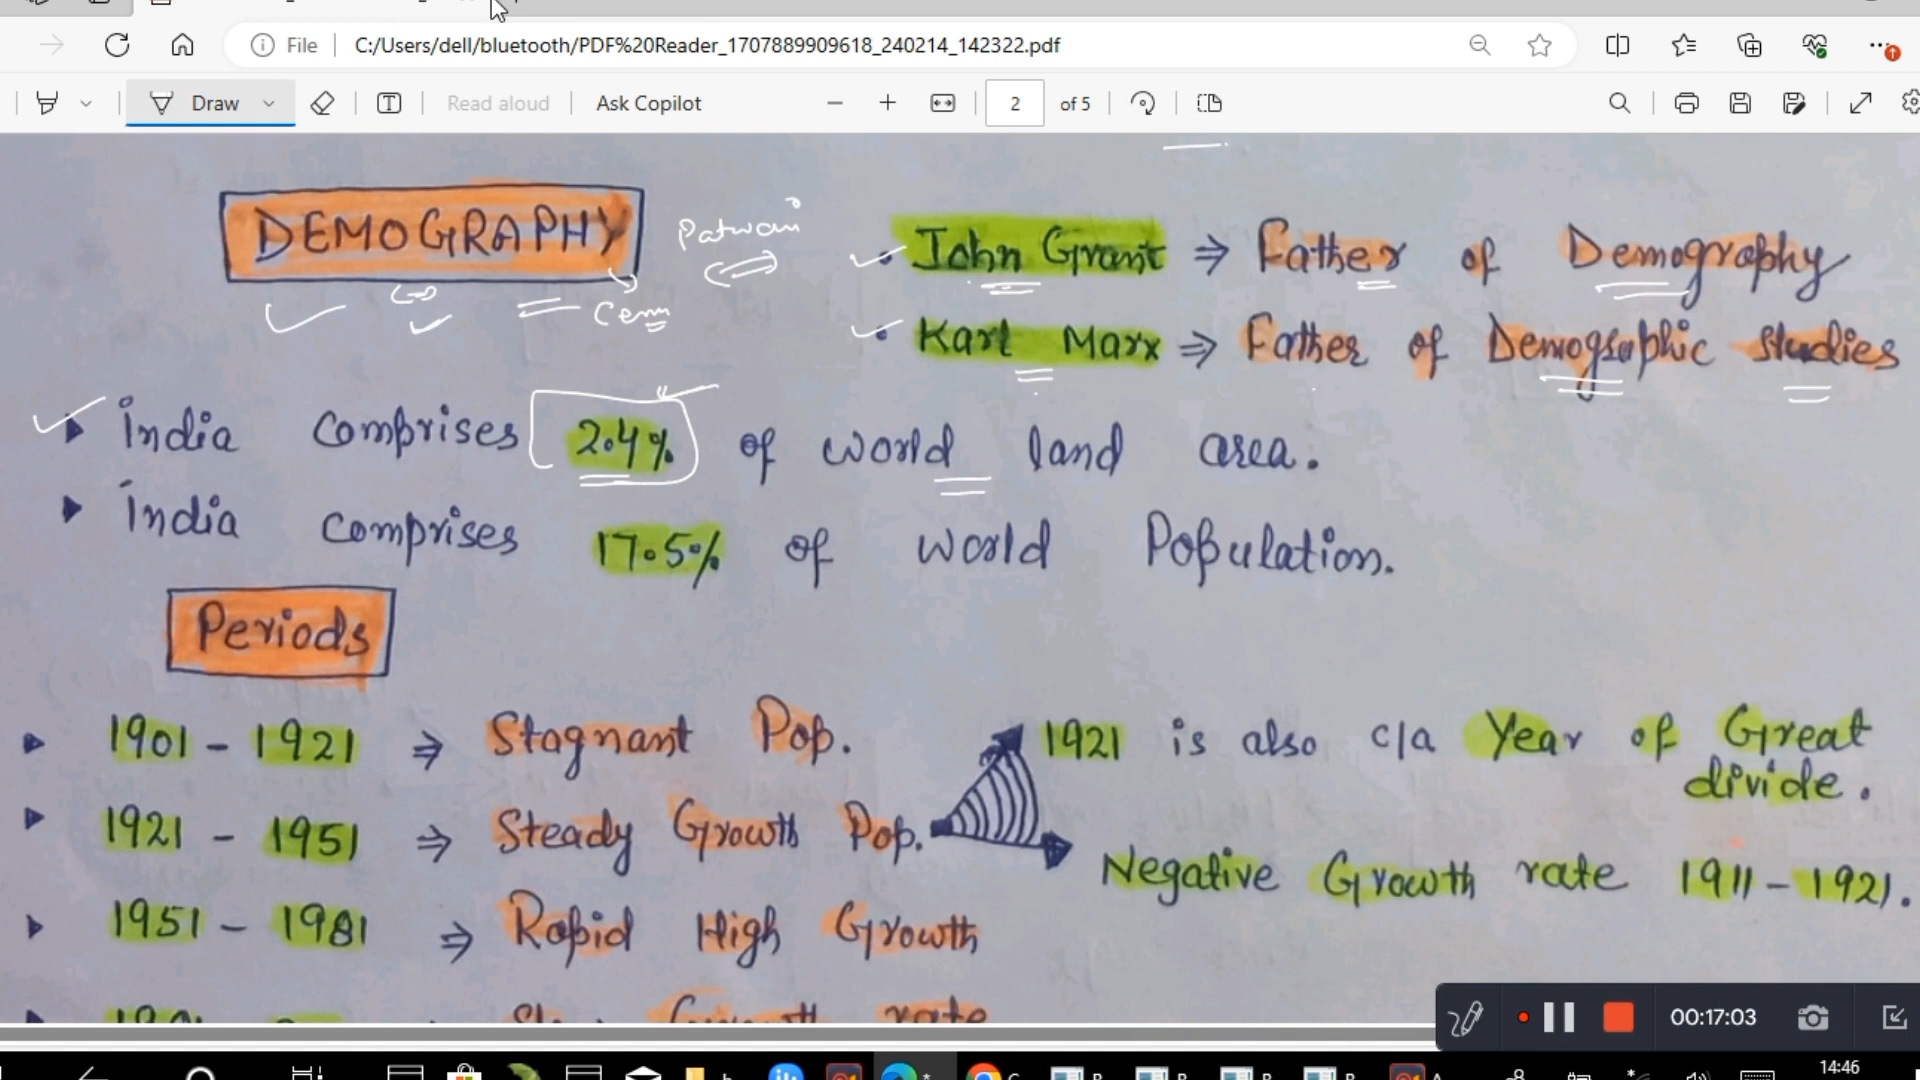 File C:/Users/dell/bluetooth/PDF%20Reader_1707889909618_240214_142322.pdf
Draw Read aloud Ask Copilot 2 of 5
DEMOGRAPHY
Patwari
Cens
• John Grant ⇒ Father of Demography
• Karl Marx ⇒ Father of Demographic Studies
India comprises 2.4% of world land area.
India comprises 17.5% of world Population.
Periods
1901 - 1921 ⇒ Stagnant Pop.
1921 is also c/a Year of Great divide.
1921 - 1951 ⇒ Steady Growth Pop.
Negative Growth rate 1911 - 1921.
1951 - 1981 ⇒ Rapid High Growth
Growth rate
00:17:03
14:46